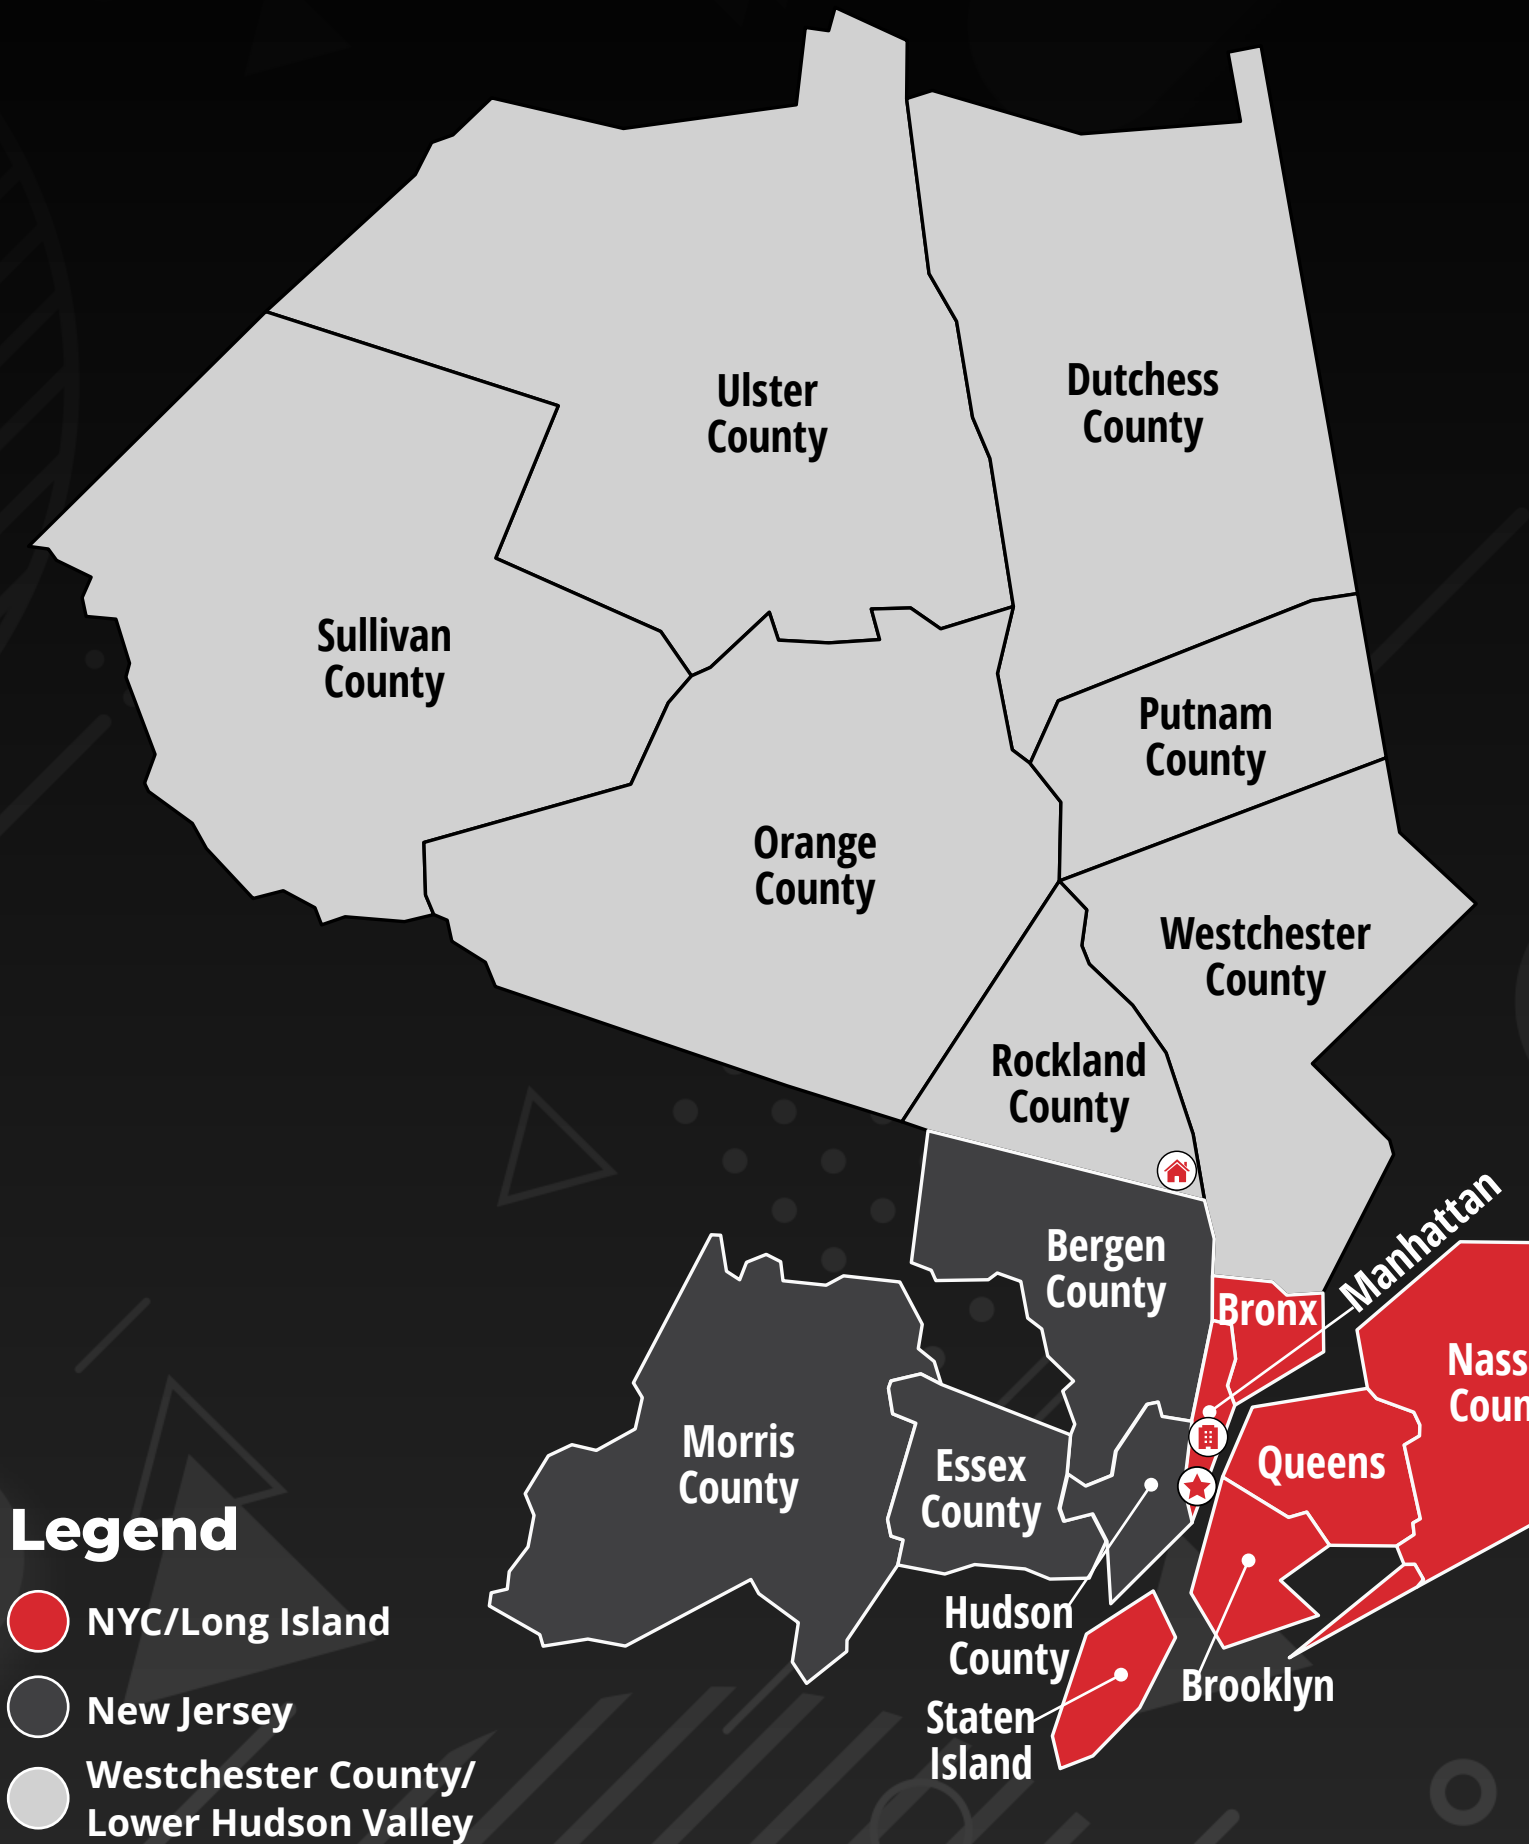 Ulster
County
Dutchess
County
Sullivan
County
Putnam
County
Orange
County
Westchester
County
Rockland
County
Manhattan
Bergen
County
Bronx
Nass
Coun
Morris
County
Essex
County
Queens
Hudson
County
Brooklyn
Staten
Island
Legend
NYC/Long Island
New Jersey
Westchester County/
Lower Hudson Valley